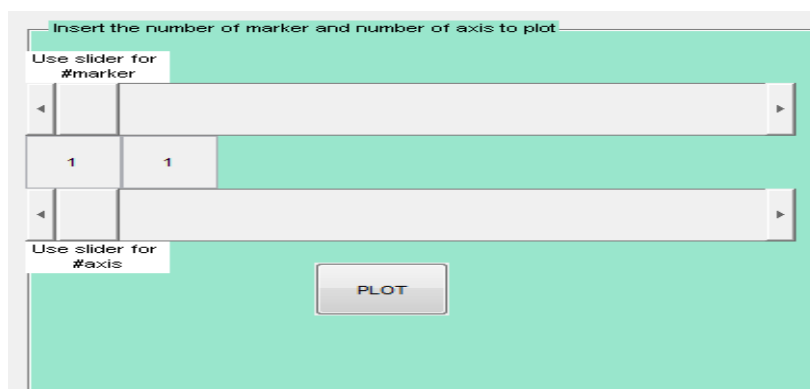 Insert the number of marker and number of axis to plot
Use slider for
#marker
1 1
Use slider for
#axis
PLOT